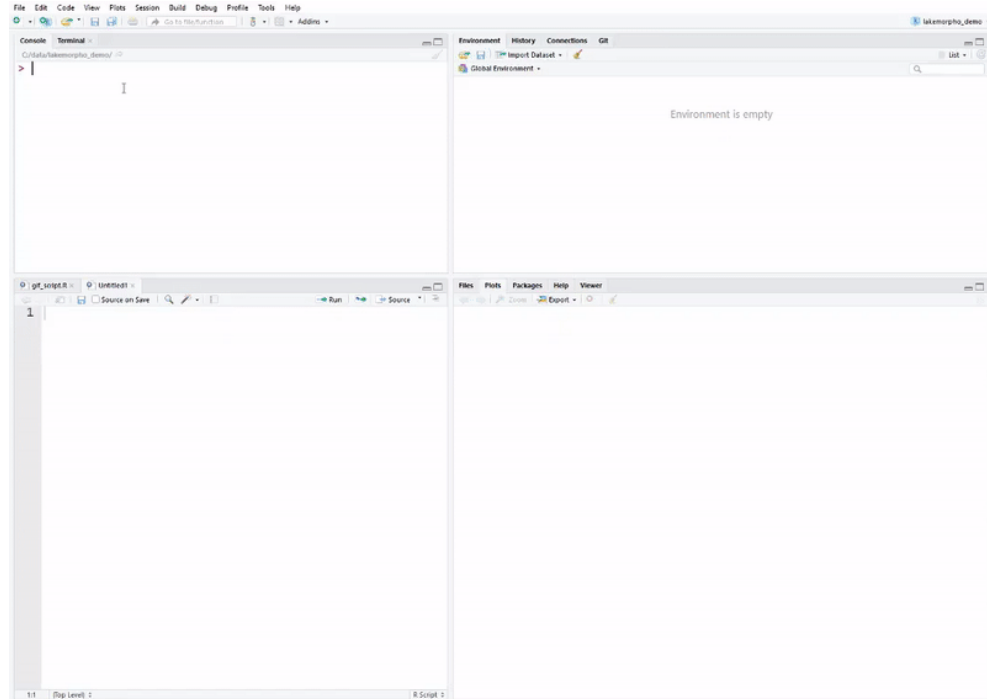 File Edit Code View Plots Session Build Debug Profile Tools Help
Go to file/function Addins lakemorpho_demo
Console Terminal
C:/data/lakemorpho_demo/
>
Environment History Connections Git
Import Dataset List
Global Environment
Environment is empty
gif_script.R Untitled1
Source on Save Run Source
1
1:1 (Top Level) R Script
Files Plots Packages Help Viewer
Zoom Export